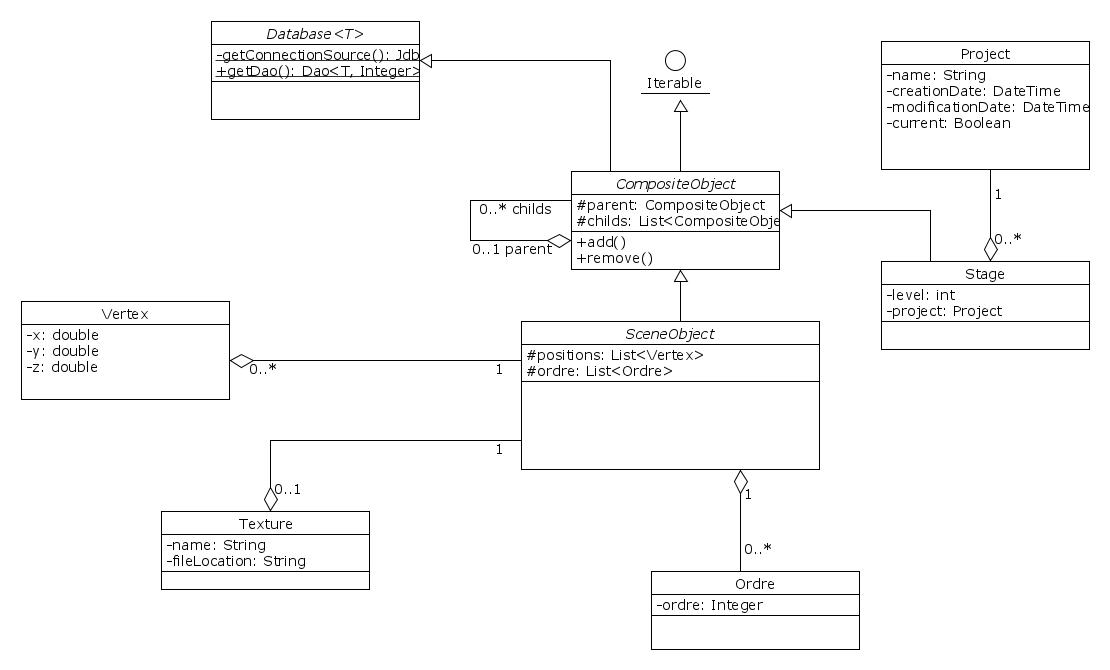 Database<T>
-getConnectionSource(): Jdb
+getDao(): Dao<T, Integer>
Iterable
Project
-name: String
-creationDate: DateTime
-modificationDate: DateTime
-current: Boolean
1
0..*
CompositeObject
#parent: CompositeObject
#childs: List<CompositeObje
+add()
+remove()
0..* childs
0..1 parent
Stage
-level: int
-project: Project
Vertex
-x: double
-y: double
-z: double
0..*
1
SceneObject
#positions: List<Vertex>
#ordre: List<Ordre>
1
0..1
Texture
-name: String
-fileLocation: String
1
0..*
Ordre
-ordre: Integer